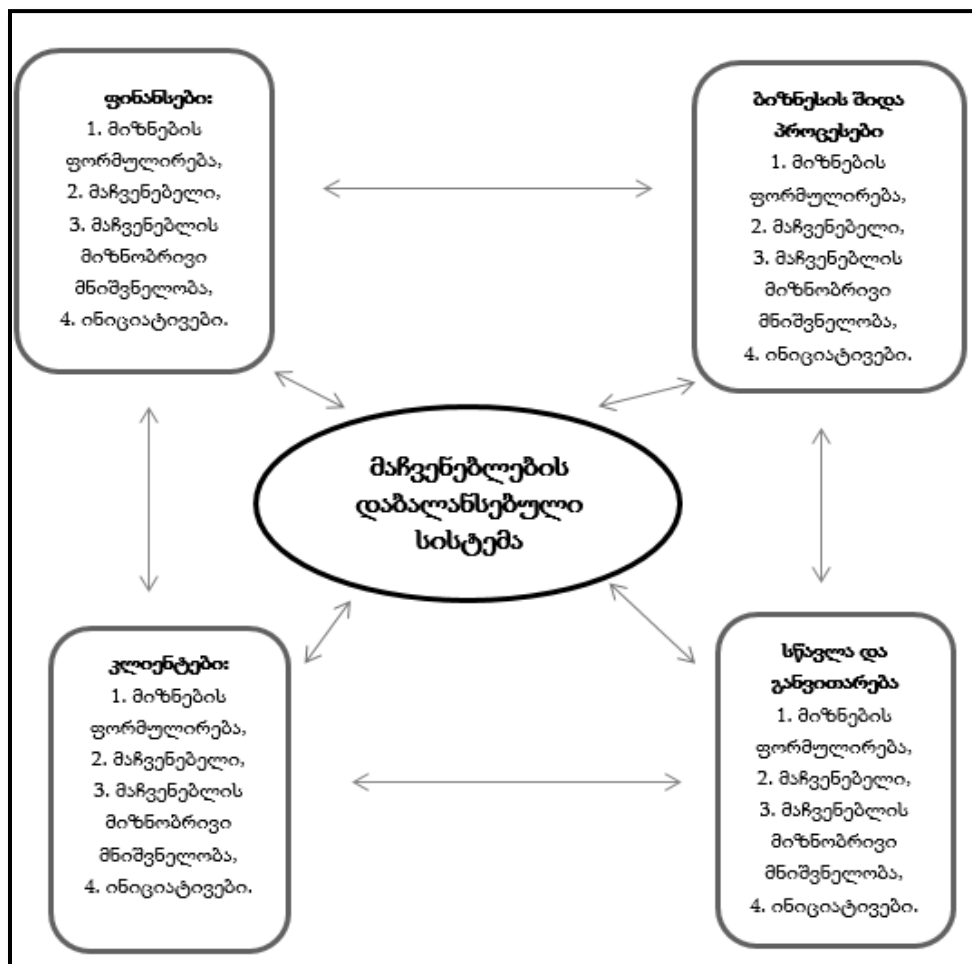 ფინანსები:
1. მიზნების
ფორმულირება,
2. მაჩვენებელი,
3. მაჩვენებლის
მიზნობრივი
მნიშვნელობა,
4. ინიციატივები.
ბიზნესის შიდა
პროცესები
1. მიზნების
ფორმულირება,
2. მაჩვენებელი,
3. მაჩვენებლის
მიზნობრივი
მნიშვნელობა,
4. ინიციატივები.
მაჩვენებლების
დაბალანსებული
სისტემა
კლიენტები:
1. მიზნების
ფორმულირება,
2. მაჩვენებელი,
3. მაჩვენებლის
მიზნობრივი
მნიშვნელობა,
4. ინიციატივები.
სწავლა და
განვითარება
1. მიზნების
ფორმულირება,
2. მაჩვენებელი,
3. მაჩვენებლის
მიზნობრივი
მნიშვნელობა,
4. ინიციატივები.